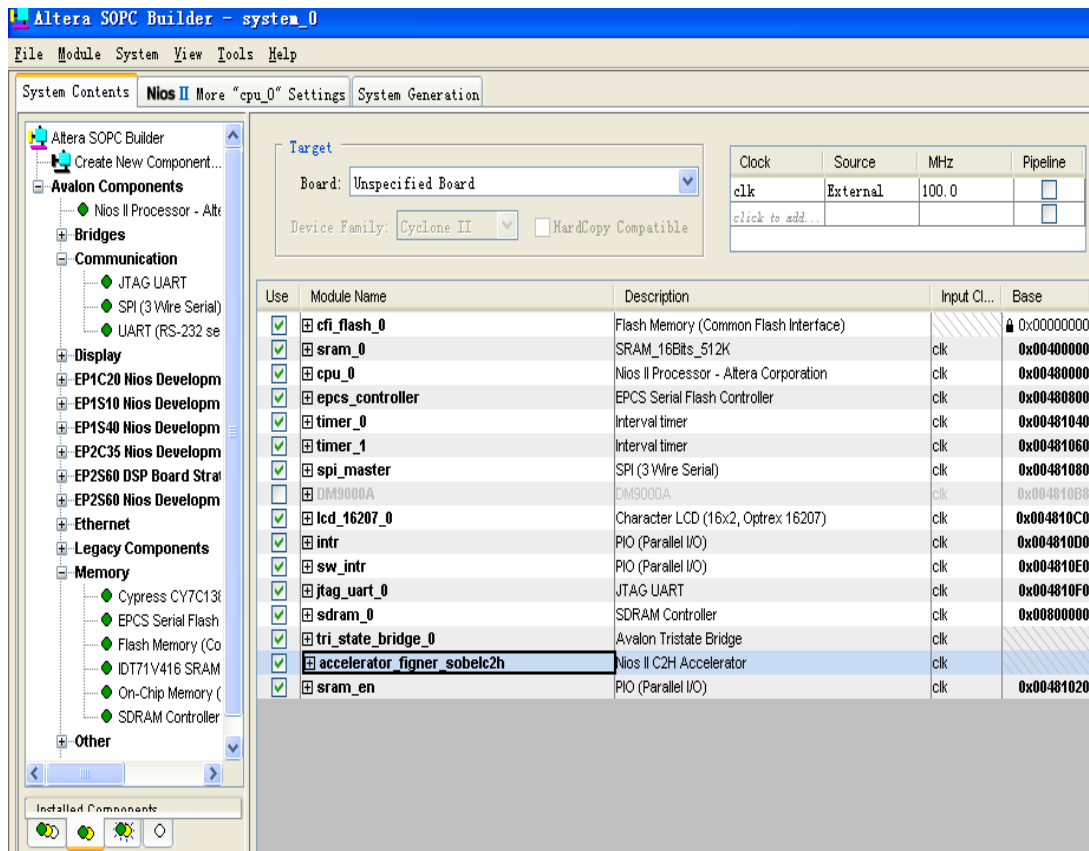 Altera SOPC Builder - system_0
File Module System View Tools Help
System Contents Nios II More "cpu_0" Settings System Generation
Altera SOPC Builder
Create New Component...
Avalon Components
Nios II Processor - Alte
Bridges
Communication
JTAG UART
SPI (3 Wire Serial)
UART (RS-232 se
Display
EP1C20 Nios Developm
EP1S10 Nios Developm
EP1S40 Nios Developm
EP2C35 Nios Developm
EP2S60 DSP Board Strat
EP2S60 Nios Developm
Ethernet
Legacy Components
Memory
Cypress CY7C138
EPCS Serial Flash
Flash Memory (Co
IDT71V416 SRAM
On-Chip Memory (
SDRAM Controller
Other
Installed Components
Target
Board: Unspecified Board
Device Family: Cyclone II HardCopy Compatible
Clock Source MHz Pipeline
clk External 100.0
click to add...
Use Module Name Description Input Cl... Base
cfi_flash_0 Flash Memory (Common Flash Interface) 0x00000000
sram_0 SRAM_16Bits_512K clk 0x00400000
cpu_0 Nios II Processor - Altera Corporation clk 0x00480000
epcs_controller EPCS Serial Flash Controller clk 0x00480800
timer_0 Interval timer clk 0x00481040
timer_1 Interval timer clk 0x00481060
spi_master SPI (3 Wire Serial) clk 0x00481080
DM9000A DM9000A clk 0x004810B8
lcd_16207_0 Character LCD (16x2, Optrex 16207) clk 0x004810C0
intr PIO (Parallel I/O) clk 0x004810D0
sw_intr PIO (Parallel I/O) clk 0x004810E0
jtag_uart_0 JTAG UART clk 0x004810F0
sdram_0 SDRAM Controller clk 0x00800000
tri_state_bridge_0 Avalon Tristate Bridge clk
accelerator_figner_sobelc2h Nios II C2H Accelerator clk
sram_en PIO (Parallel I/O) clk 0x00481020